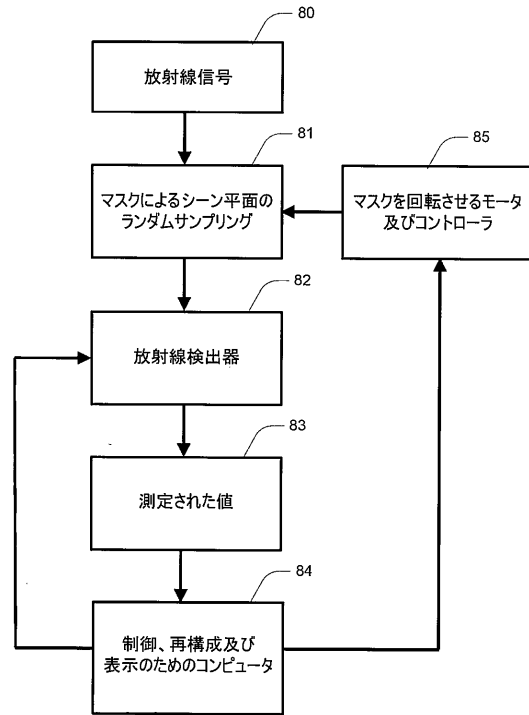 80
放射線信号
81
マスクによるシーン平面の
ランダムサンプリング
85
マスクを回転させるモータ
及びコントローラ
82
放射線検出器
83
測定された値
84
制御、再構成及び
表示のためのコンピュータ